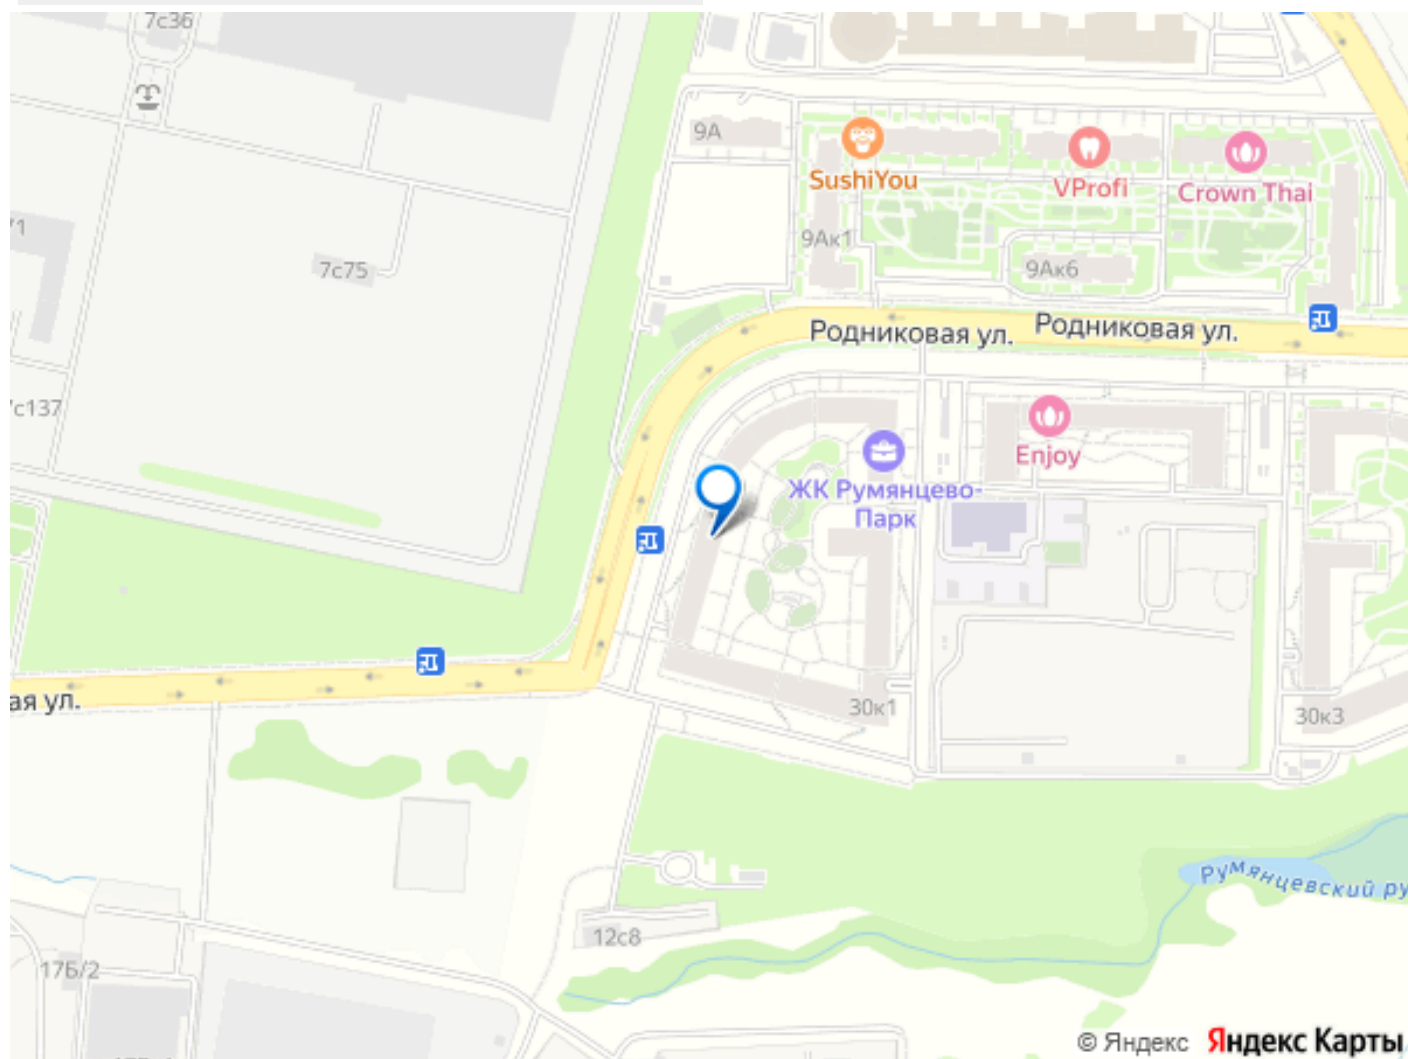 7с36
9А
SushiYou
VProfi
Crown Thai
/1
9Ак1
7с75
9Ак6
Родниковая ул.
Родниковая ул.
7с137
Enjoy
ЖК Румянцево-
Парк
ая ул.
30к1
30к3
Румянцевский ру
12с8
17Б/2
© Яндекс Яндекс Карты